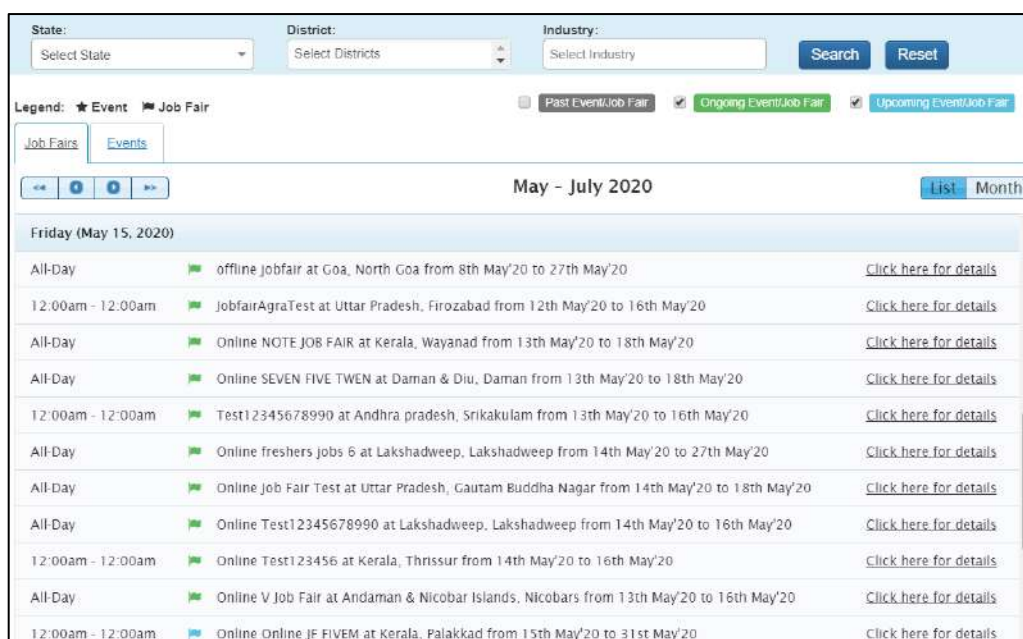 State: District: Industry:
Select State Select Districts Select Industry Search Reset
Legend: Event Job Fair Past Event/Job Fair Ongoing Event/Job Fair Upcoming Event/Job Fair
Job Fairs Events
May - July 2020 List Month
Friday (May 15, 2020)
All-Day offline jobfair at Goa, North Goa from 8th May'20 to 27th May'20 Click here for details
12:00am - 12:00am JobfairAgraTest at Uttar Pradesh, Firozabad from 12th May'20 to 16th May'20 Click here for details
All-Day Online NOTE JOB FAIR at Kerala, Wayanad from 13th May'20 to 18th May'20 Click here for details
All-Day Online SEVEN FIVE TWEN at Daman & Diu, Daman from 13th May'20 to 18th May'20 Click here for details
12:00am - 12:00am Test12345678990 at Andhra pradesh, Srikakulam from 13th May'20 to 16th May'20 Click here for details
All-Day Online freshers jobs 6 at Lakshadweep, Lakshadweep from 14th May'20 to 27th May'20 Click here for details
All-Day Online Job Fair Test at Uttar Pradesh, Gautam Buddha Nagar from 14th May'20 to 18th May'20 Click here for details
All-Day Online Test12345678990 at Lakshadweep, Lakshadweep from 14th May'20 to 16th May'20 Click here for details
12:00am - 12:00am Online Test123456 at Kerala, Thrissur from 14th May'20 to 16th May'20 Click here for details
All-Day Online V Job Fair at Andaman & Nicobar Islands, Nicobars from 13th May'20 to 16th May'20 Click here for details
12:00am - 12:00am Online Online JF FIVEM at Kerala, Palakkad from 15th May'20 to 31st May'20 Click here for details